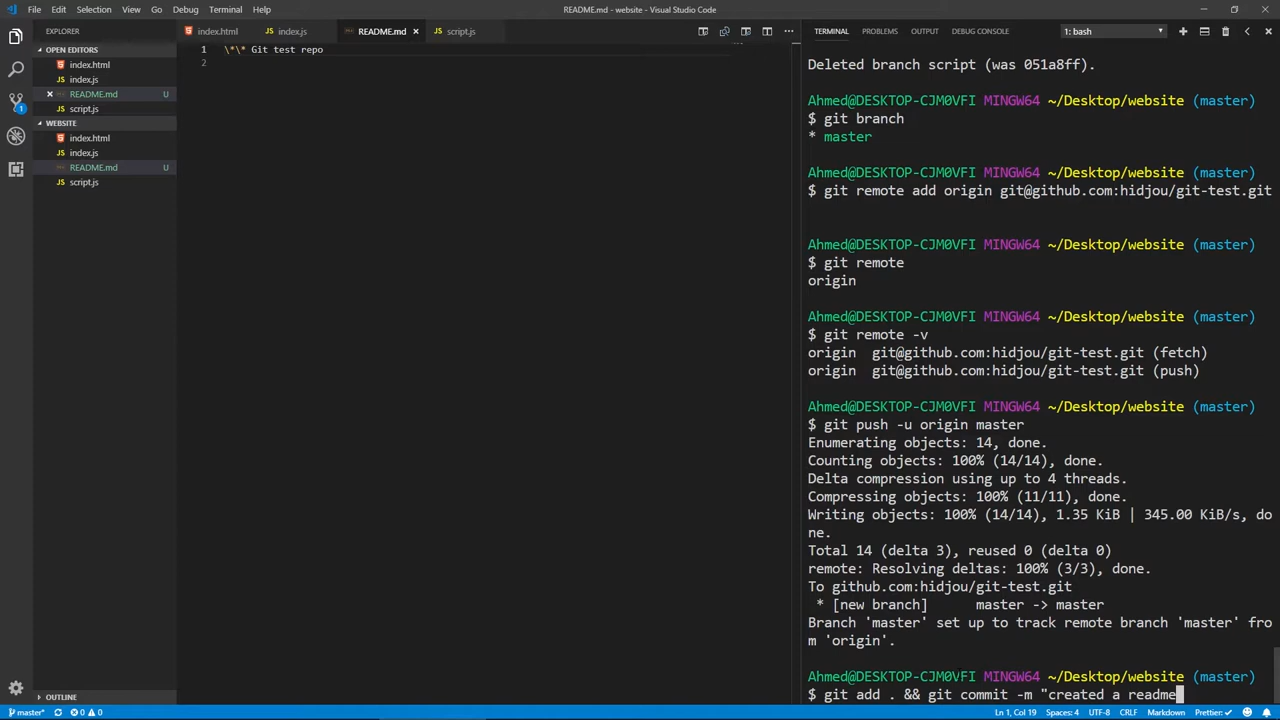 File Edit Selection View Go Debug Terminal Help
README.md - website - Visual Studio Code
EXPLORER
OPEN EDITORS
index.html
JS index.js
README.md U
JS script.js
WEBSITE
index.html
JS index.js
README.md U
JS script.js
OUTLINE
1
index.html
JS index.js
README.md
JS script.js
1 \*\* Git test repo
2
TERMINAL PROBLEMS OUTPUT DEBUG CONSOLE
1: bash
Deleted branch script (was 051a8ff).
Ahmed@DESKTOP-CJM0VFI MINGW64 ~/Desktop/website (master)
$ git branch
* master
Ahmed@DESKTOP-CJM0VFI MINGW64 ~/Desktop/website (master)
$ git remote add origin git@github.com:hidjou/git-test.git
Ahmed@DESKTOP-CJM0VFI MINGW64 ~/Desktop/website (master)
$ git remote
origin
Ahmed@DESKTOP-CJM0VFI MINGW64 ~/Desktop/website (master)
$ git remote -v
origin git@github.com:hidjou/git-test.git (fetch)
origin git@github.com:hidjou/git-test.git (push)
Ahmed@DESKTOP-CJM0VFI MINGW64 ~/Desktop/website (master)
$ git push -u origin master
Enumerating objects: 14, done.
Counting objects: 100% (14/14), done.
Delta compression using up to 4 threads.
Compressing objects: 100% (11/11), done.
Writing objects: 100% (14/14), 1.35 KiB | 345.00 KiB/s, do
ne.
Total 14 (delta 3), reused 0 (delta 0)
remote: Resolving deltas: 100% (3/3), done.
To github.com:hidjou/git-test.git
* [new branch] master -> master
Branch 'master' set up to track remote branch 'master' fro
m 'origin'.
Ahmed@DESKTOP-CJM0VFI MINGW64 ~/Desktop/website (master)
$ git add . && git commit -m "created a readme
master* 0 0
Ln 1, Col 19 Spaces: 4 UTF-8 CRLF Markdown Prettier: ✓